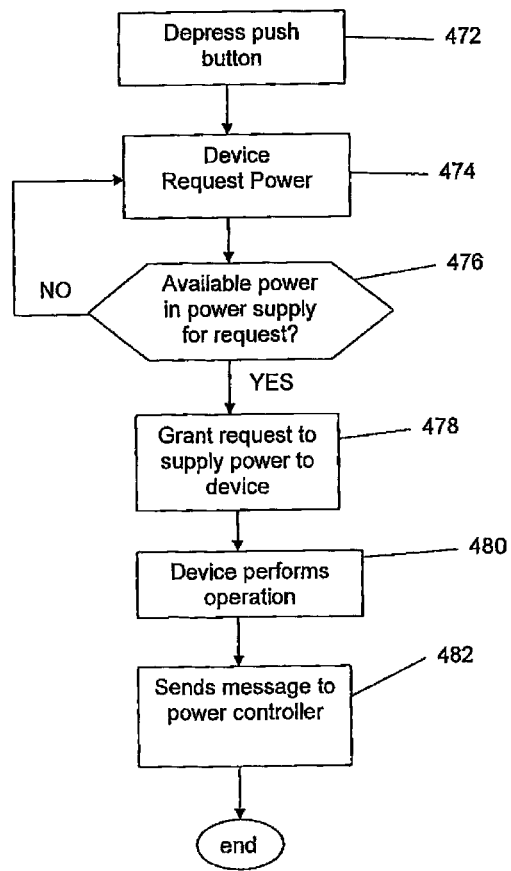 Depress push
button
472
Device
Request Power
474
476
Available power
in power supply
for request?
NO
YES
Grant request to
supply power to
device
478
480
Device performs
operation
482
Sends message to
power controller
end